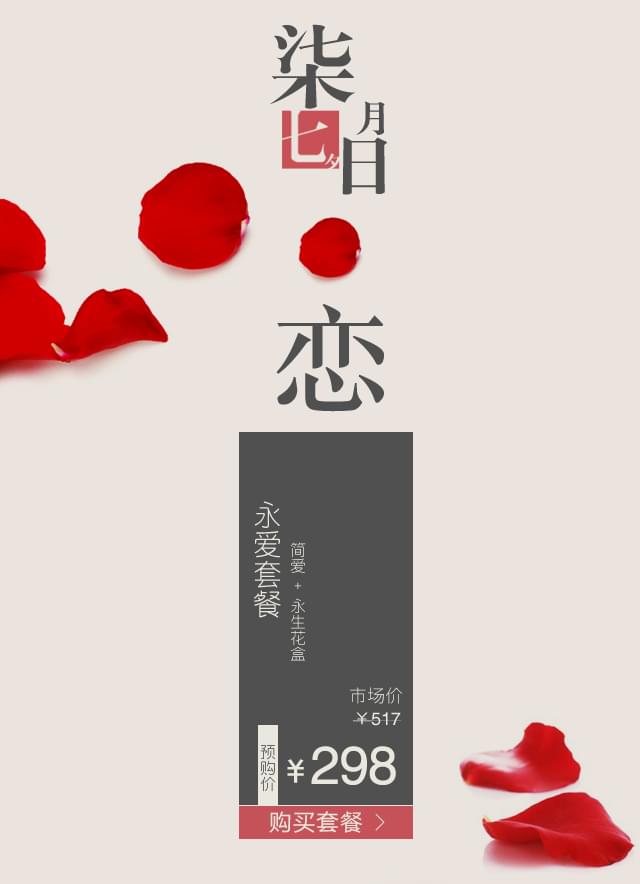 柒
月
七夕
日
恋
永爱套餐
简爱 + 永生花盒
市场价
¥517
预购价
¥298
购买套餐 >